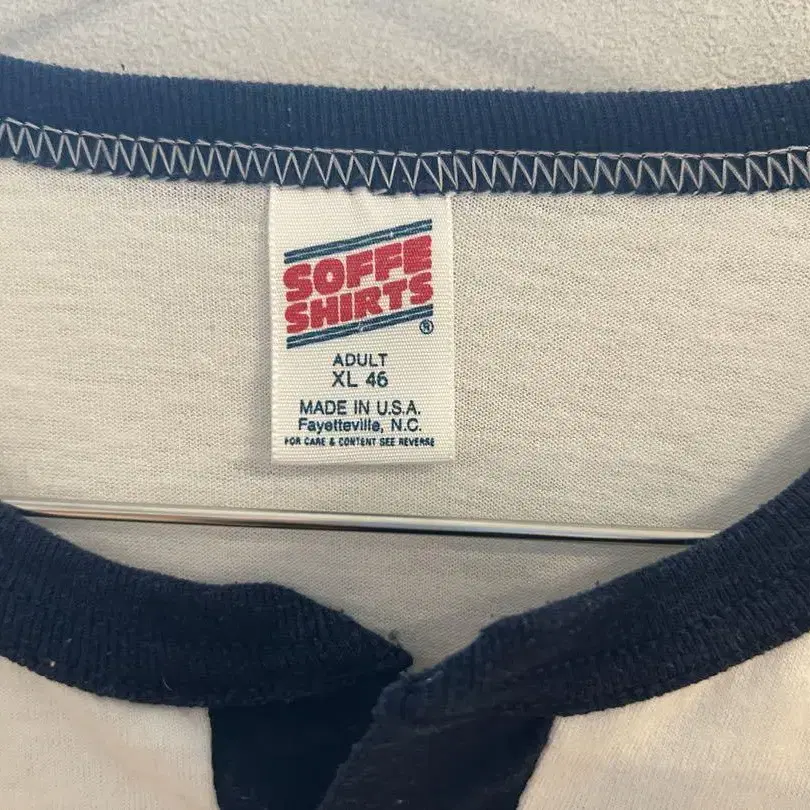 SOFFE
SHIRTS
®
ADULT
XL 46
MADE IN U.S.A.
Fayetteville, N.C.
FOR CARE & CONTENT SEE REVERSE